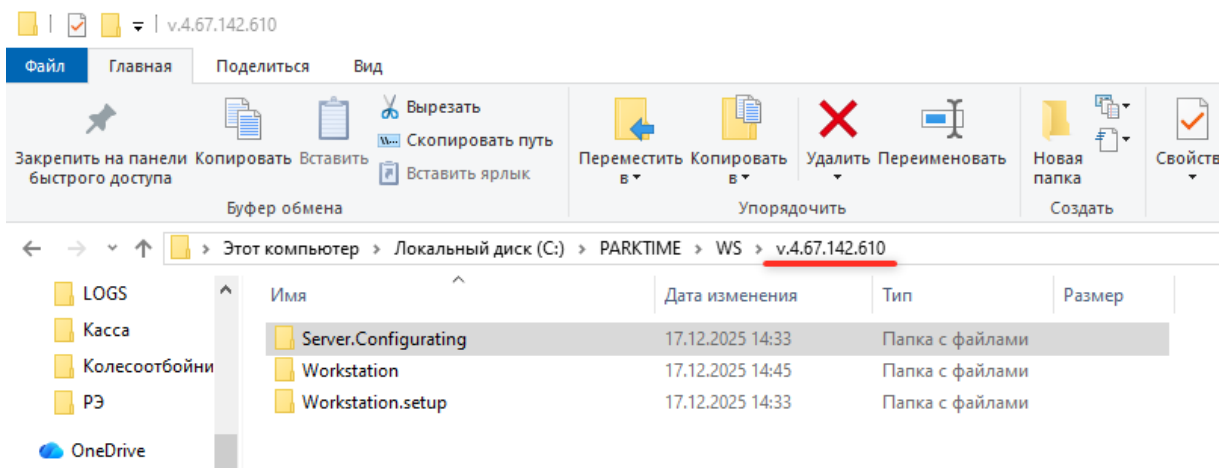 v.4.67.142.610
Файл Главная Поделиться Вид
Закрепить на панели быстрого доступа
Копировать
Вставить
Вырезать
Скопировать путь
Вставить ярлык
Переместить в
Копировать в
Удалить
Переименовать
Новая папка
Буфер обмена
Упорядочить
Создать
Этот компьютер > Локальный диск (C:) > PARKTIME > WS > v.4.67.142.610
LOGS
Касса
Колесоотбойни
РЭ
OneDrive
Имя Дата изменения Тип Размер
Server.Configurating 17.12.2025 14:33 Папка с файлами
Workstation 17.12.2025 14:45 Папка с файлами
Workstation.setup 17.12.2025 14:33 Папка с файлами